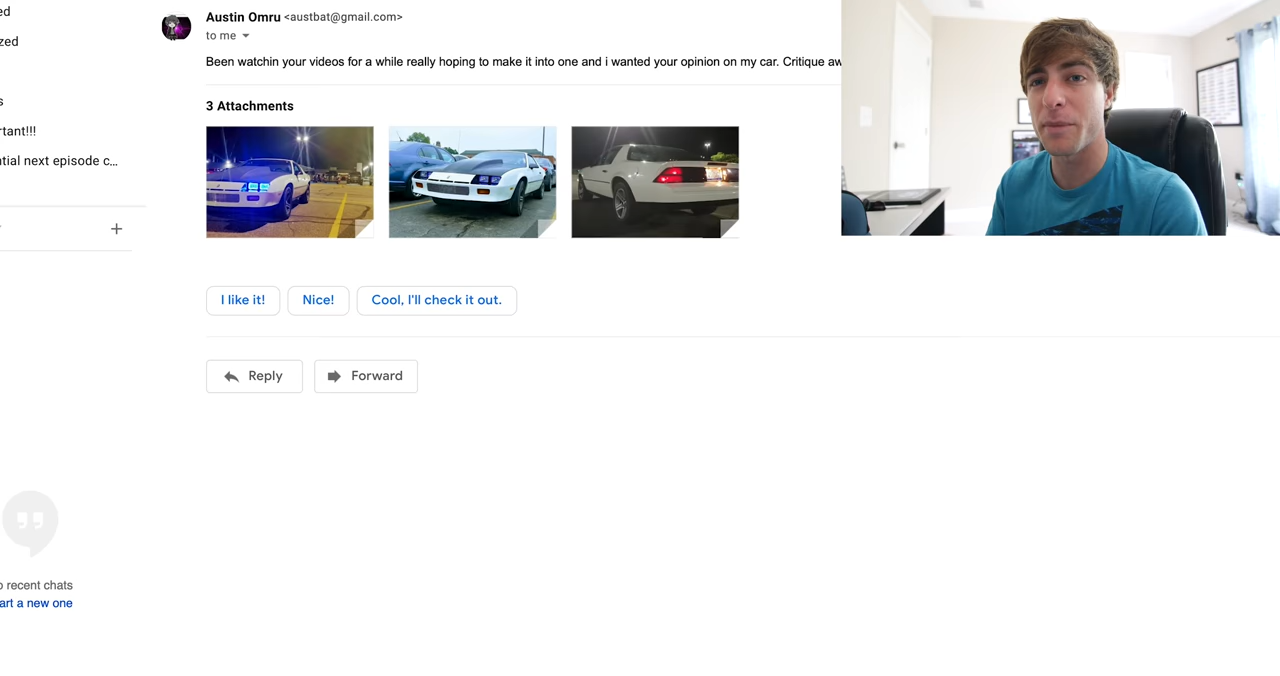 ed
zed
s
rtant!!!
ntial next episode c...
Austin Omru <austbat@gmail.com>
to me
Been watchin your videos for a while really hoping to make it into one and i wanted your opinion on my car. Critique aw
3 Attachments
I like it!
Nice!
Cool, I'll check it out.
Reply
Forward
o recent chats
art a new one